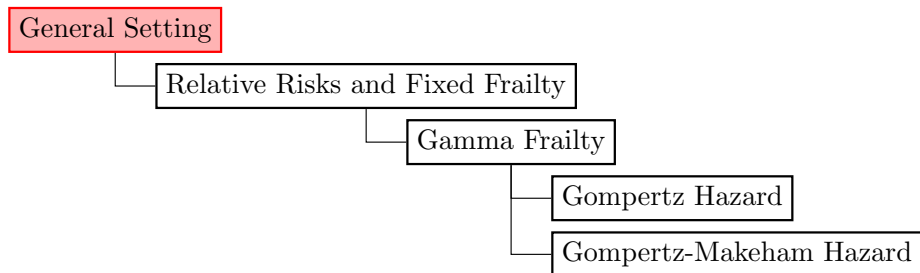 General Setting
Relative Risks and Fixed Frailty
Gamma Frailty
Gompertz Hazard
Gompertz-Makeham Hazard